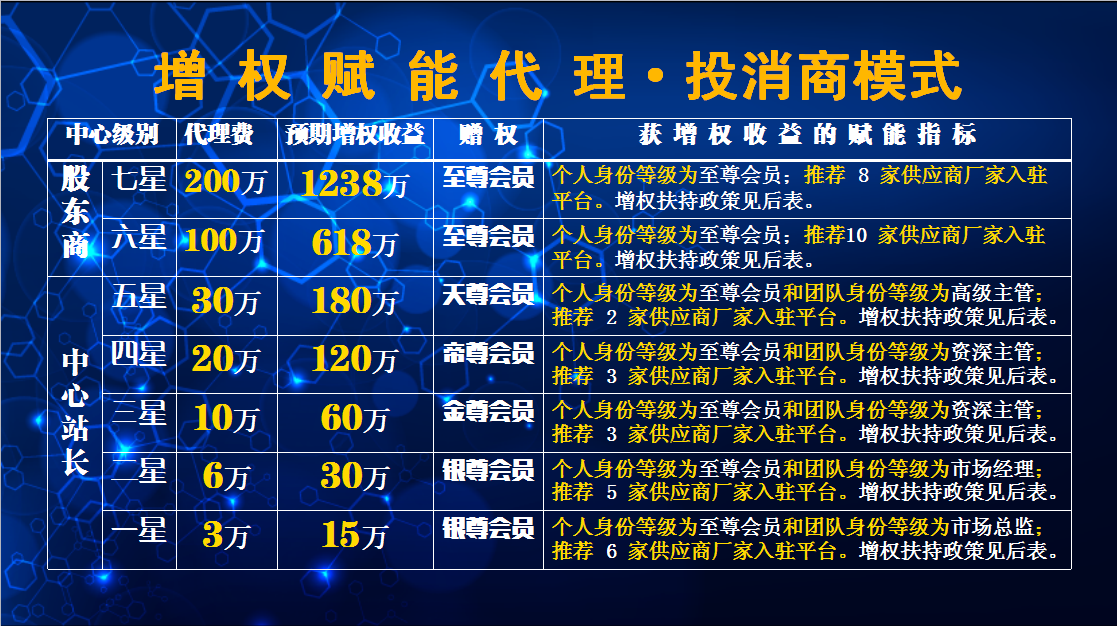 增权赋能代理·投消商模式
中心级别 代理费 预期增权收益 赠权 获增权收益的赋能指标
股东商
七星 200万 1238万 至尊会员 个人身份等级为至尊会员；推荐 8 家供应商厂家入驻
平台。增权扶持政策见后表。
六星 100万 618万 至尊会员 个人身份等级为至尊会员；推荐10 家供应商厂家入驻
平台。增权扶持政策见后表。
中心站长
五星 30万 180万 天尊会员 个人身份等级为至尊会员和团队身份等级为高级主管；
推荐 2 家供应商厂家入驻平台。增权扶持政策见后表。
四星 20万 120万 帝尊会员 个人身份等级为至尊会员和团队身份等级为资深主管；
推荐 3 家供应商厂家入驻平台。增权扶持政策见后表。
三星 10万 60万 金尊会员 个人身份等级为至尊会员和团队身份等级为资深主管；
推荐 3 家供应商厂家入驻平台。增权扶持政策见后表。
二星 6万 30万 银尊会员 个人身份等级为至尊会员和团队身份等级为市场经理；
推荐 5 家供应商厂家入驻平台。增权扶持政策见后表。
一星 3万 15万 银尊会员 个人身份等级为至尊会员和团队身份等级为市场总监；
推荐 6 家供应商厂家入驻平台。增权扶持政策见后表。